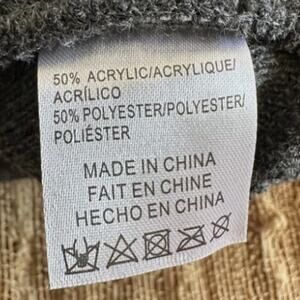 50% ACRYLIC/ACRYLIQUE/
ACRÍLICO
50% POLYESTER/POLYESTER/
POLIÉSTER
MADE IN CHINA
FAIT EN CHINE
HECHO EN CHINA